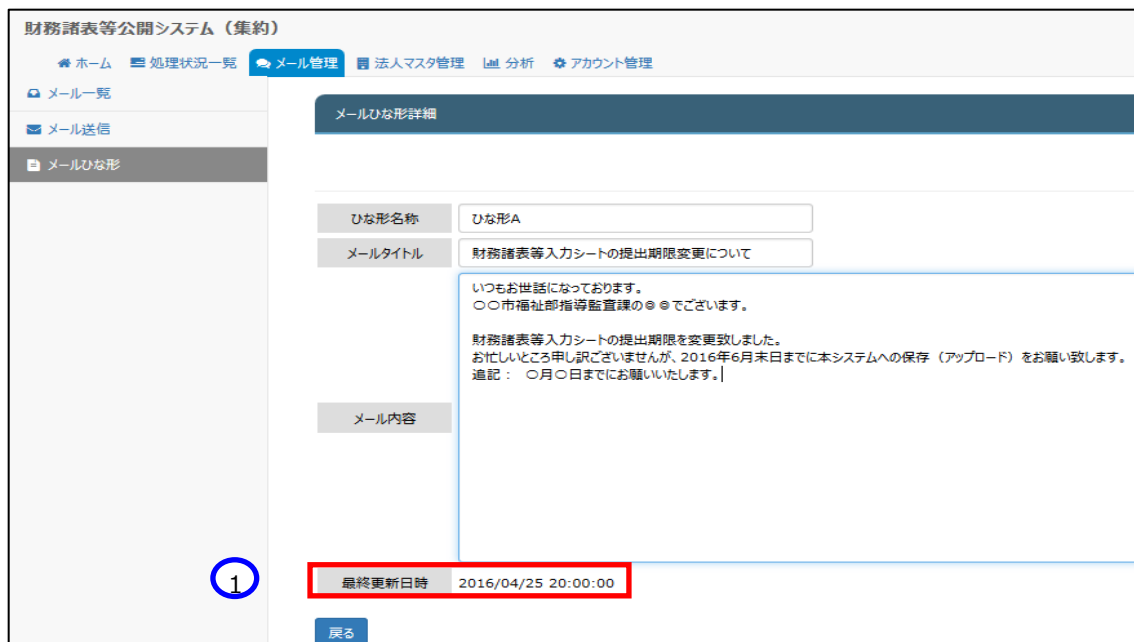 財務諸表等公開システム（集約）
ホーム 処理状況一覧 メール管理 法人マスタ管理 分析 アカウント管理
メール一覧
メール送信
メールひな形
メールひな形詳細
ひな形名称 ひな形A
メールタイトル 財務諸表等入力シートの提出期限変更について
いつもお世話になっております。
〇〇市福祉部指導監査課の◎◎でございます。
財務諸表等入力シートの提出期限を変更致しました。
お忙しいところ申し訳ございませんが、2016年6月末日までに本システムへの保存（アップロード）をお願い致します。
追記： 〇月〇日までにお願いいたします。
メール内容
1
最終更新日時 2016/04/25 20:00:00
戻る